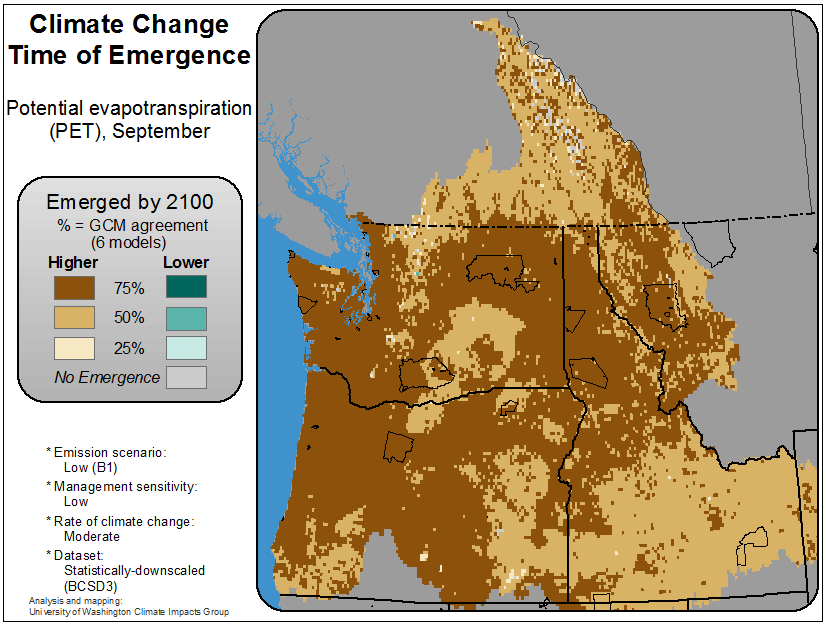 Climate Change
Time of Emergence
Potential evapotranspiration
(PET), September
Emerged by 2100
% = GCM agreement
(6 models)
Higher Lower
75%
50%
25%
No Emergence
* Emission scenario:
Low (B1)
* Management sensitivity:
Low
* Rate of climate change:
Moderate
* Dataset:
Statistically-downscaled
(BCSD3)
Analysis and mapping:
University of Washington Climate Impacts Group